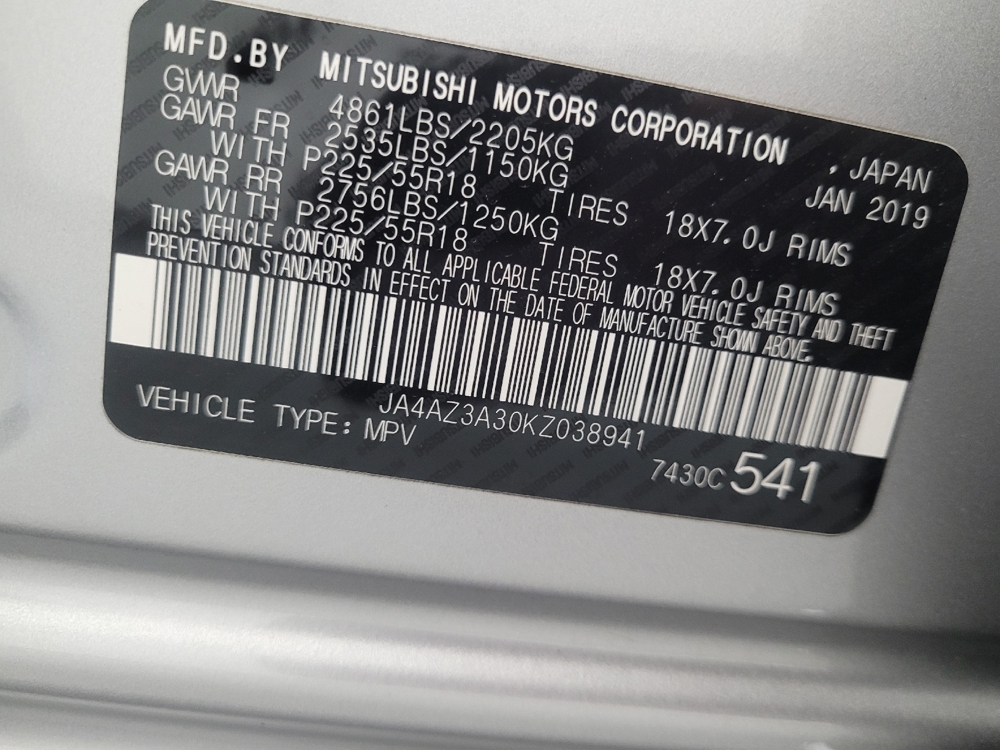 MFD.BY MITSUBISHI MOTORS CORPORATION , JAPAN
GVWR 4861LBS/2205KG JAN 2019
GAWR FR 2535LBS/1150KG
WITH P225/55R18 TIRES 18X7.0J RIMS
GAWR RR 2756LBS/1250KG
WITH P225/55R18 TIRES 18X7.0J RIMS
THIS VEHICLE CONFORMS TO ALL APPLICABLE FEDERAL MOTOR VEHICLE SAFETY AND THEFT
PREVENTION STANDARDS IN EFFECT ON THE DATE OF MANUFACTURE SHOWN ABOVE.
JA4AZ3A30KZ038941
VEHICLE TYPE: MPV
7430C 541